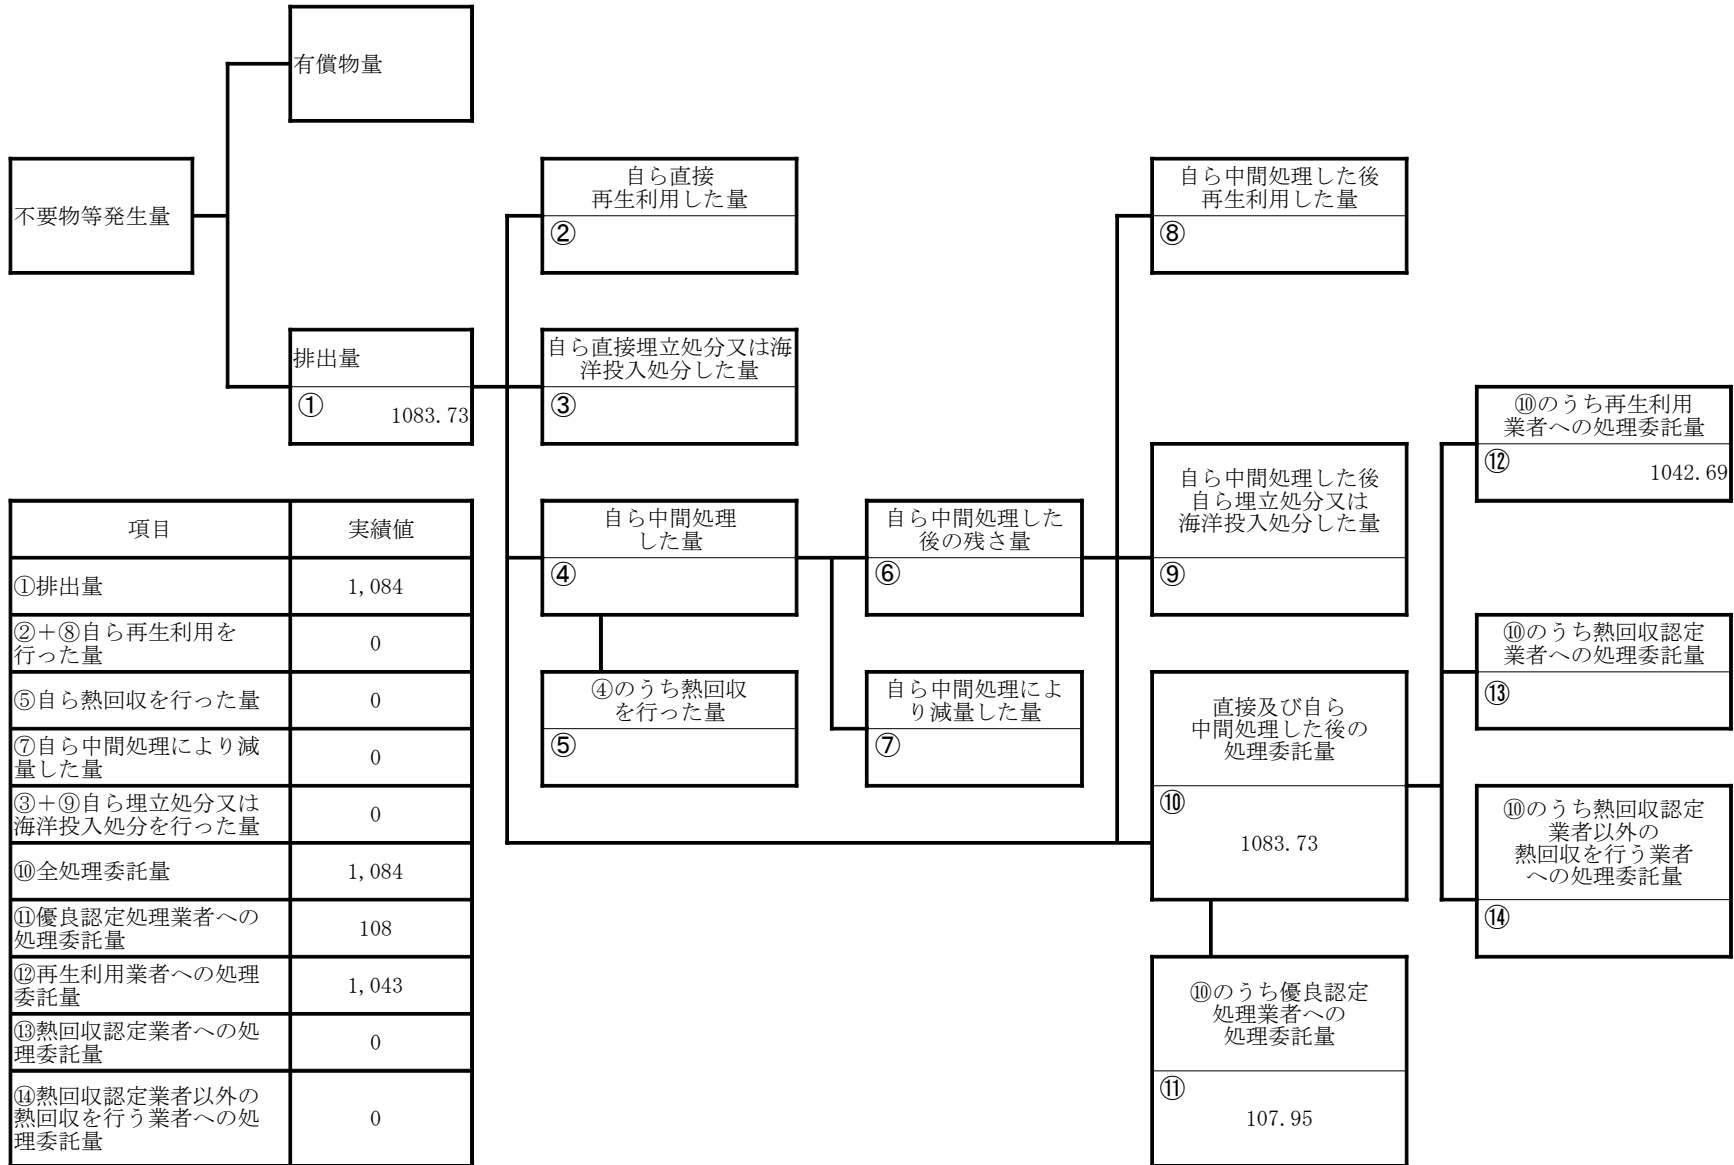 有償物量
不要物等発生量
自ら直接
再生利用した量
②
自ら中間処理した後
再生利用した量
⑧
排出量
①
1083.73
自ら直接埋立処分又は海
洋投入処分した量
③
⑩のうち再生利用
業者への処理委託量
⑫
1042.69
自ら中間処理
した量
④
自ら中間処理した
後の残さ量
⑥
自ら中間処理した後
自ら埋立処分又は
海洋投入処分した量
⑨
⑩のうち熱回収認定
業者への処理委託量
⑬
④のうち熱回収
を行った量
⑤
自ら中間処理によ
り減量した量
⑦
直接及び自ら
中間処理した後の
処理委託量
⑩
1083.73
⑩のうち熱回収認定
業者以外の
熱回収を行う業者
への処理委託量
⑭
⑩のうち優良認定
処理業者への
処理委託量
⑪
107.95
項目 実績値
①排出量 1,084
②+⑧自ら再生利用を
行った量 0
⑤自ら熱回収を行った量 0
⑦自ら中間処理により減
量した量 0
③+⑨自ら埋立処分又は
海洋投入処分を行った量 0
⑩全処理委託量 1,084
⑪優良認定処理業者への
処理委託量 108
⑫再生利用業者への処理
委託量 1,043
⑬熱回収認定業者への処
理委託量 0
⑭熱回収認定業者以外の
熱回収を行う業者への処 0
理委託量